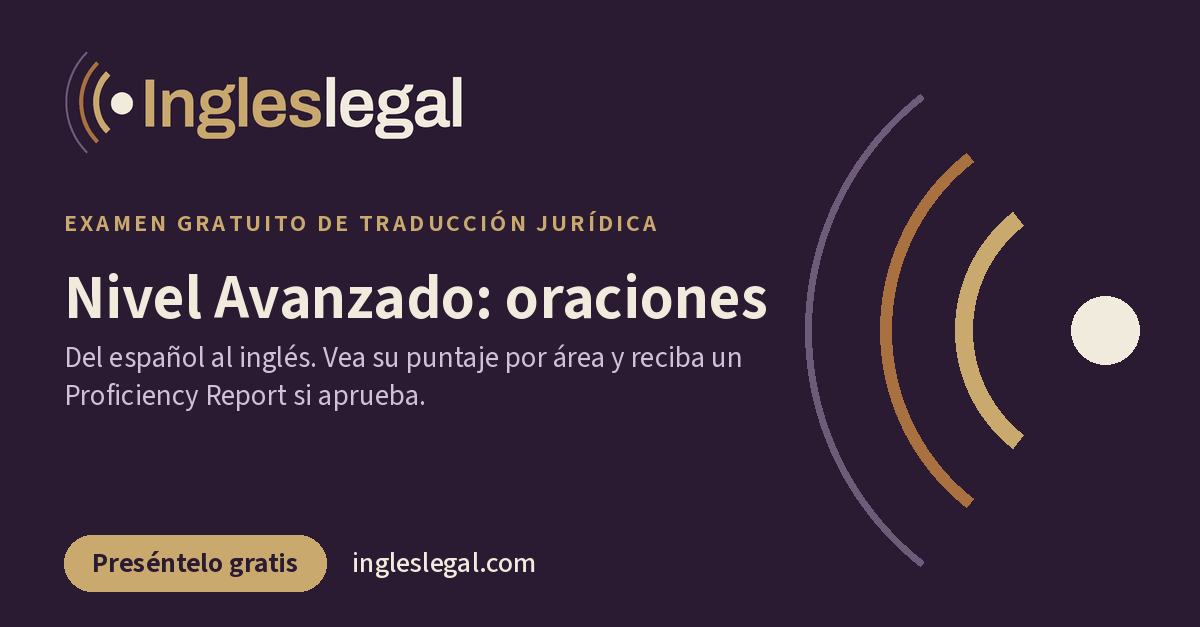 Ingleslegal
EXAMEN GRATUITO DE TRADUCCIÓN JURÍDICA
Nivel Avanzado: oraciones
Del español al inglés. Vea su puntaje por área y reciba un
Proficiency Report si aprueba.
Preséntelo gratis
ingleslegal.com